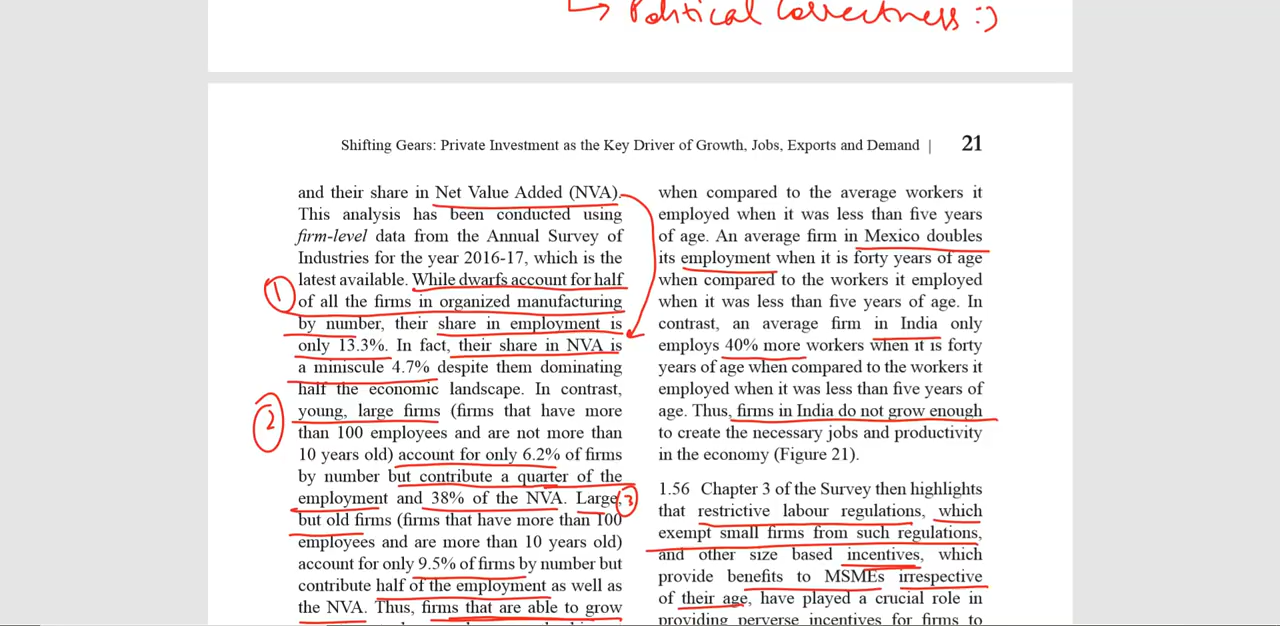 ↳ Political Correctness :)
Shifting Gears: Private Investment as the Key Driver of Growth, Jobs, Exports and Demand | 21
and their share in Net Value Added (NVA).
This analysis has been conducted using
firm-level data from the Annual Survey of
Industries for the year 2016-17, which is the
latest available. While dwarfs account for half
1
of all the firms in organized manufacturing
by number, their share in employment is
only 13.3%. In fact, their share in NVA is
a miniscule 4.7% despite them dominating
half the economic landscape. In contrast,
2
young, large firms (firms that have more
than 100 employees and are not more than
10 years old) account for only 6.2% of firms
by number but contribute a quarter of the
employment and 38% of the NVA. Large, 3
but old firms (firms that have more than 100
employees and are more than 10 years old)
account for only 9.5% of firms by number but
contribute half of the employment as well as
the NVA. Thus, firms that are able to grow
when compared to the average workers it
employed when it was less than five years
of age. An average firm in Mexico doubles
its employment when it is forty years of age
when compared to the workers it employed
when it was less than five years of age. In
contrast, an average firm in India only
employs 40% more workers when it is forty
years of age when compared to the workers it
employed when it was less than five years of
age. Thus, firms in India do not grow enough
to create the necessary jobs and productivity
in the economy (Figure 21).
1.56 Chapter 3 of the Survey then highlights
that restrictive labour regulations, which
exempt small firms from such regulations,
and other size based incentives, which
provide benefits to MSMEs irrespective
of their age, have played a crucial role in
providing perverse incentives for firms to